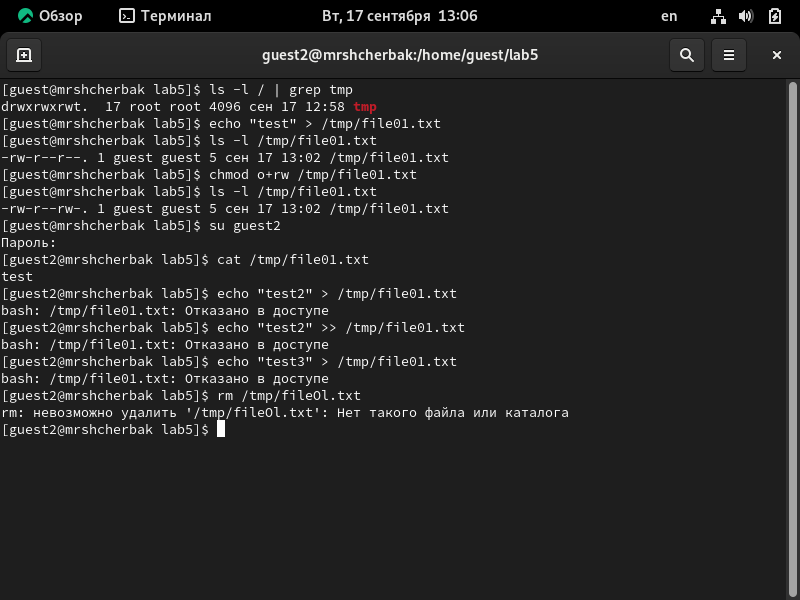 Обзор Терминал Вт, 17 сентября 13:06 en
guest2@mrshcherbak:/home/guest/lab5
[guest@mrshcherbak lab5]$ ls -l / | grep tmp
drwxrwxrwt.  17 root root 4096 сен 17 12:58 tmp
[guest@mrshcherbak lab5]$ echo "test" > /tmp/file01.txt
[guest@mrshcherbak lab5]$ ls -l /tmp/file01.txt
-rw-r--r--. 1 guest guest 5 сен 17 13:02 /tmp/file01.txt
[guest@mrshcherbak lab5]$ chmod o+rw /tmp/file01.txt
[guest@mrshcherbak lab5]$ ls -l /tmp/file01.txt
-rw-r--rw-. 1 guest guest 5 сен 17 13:02 /tmp/file01.txt
[guest@mrshcherbak lab5]$ su guest2
Пароль:
[guest2@mrshcherbak lab5]$ cat /tmp/file01.txt
test
[guest2@mrshcherbak lab5]$ echo "test2" > /tmp/file01.txt
bash: /tmp/file01.txt: Отказано в доступе
[guest2@mrshcherbak lab5]$ echo "test2" >> /tmp/file01.txt
bash: /tmp/file01.txt: Отказано в доступе
[guest2@mrshcherbak lab5]$ echo "test3" > /tmp/file01.txt
bash: /tmp/file01.txt: Отказано в доступе
[guest2@mrshcherbak lab5]$ rm /tmp/fileOl.txt
rm: невозможно удалить '/tmp/fileOl.txt': Нет такого файла или каталога
[guest2@mrshcherbak lab5]$